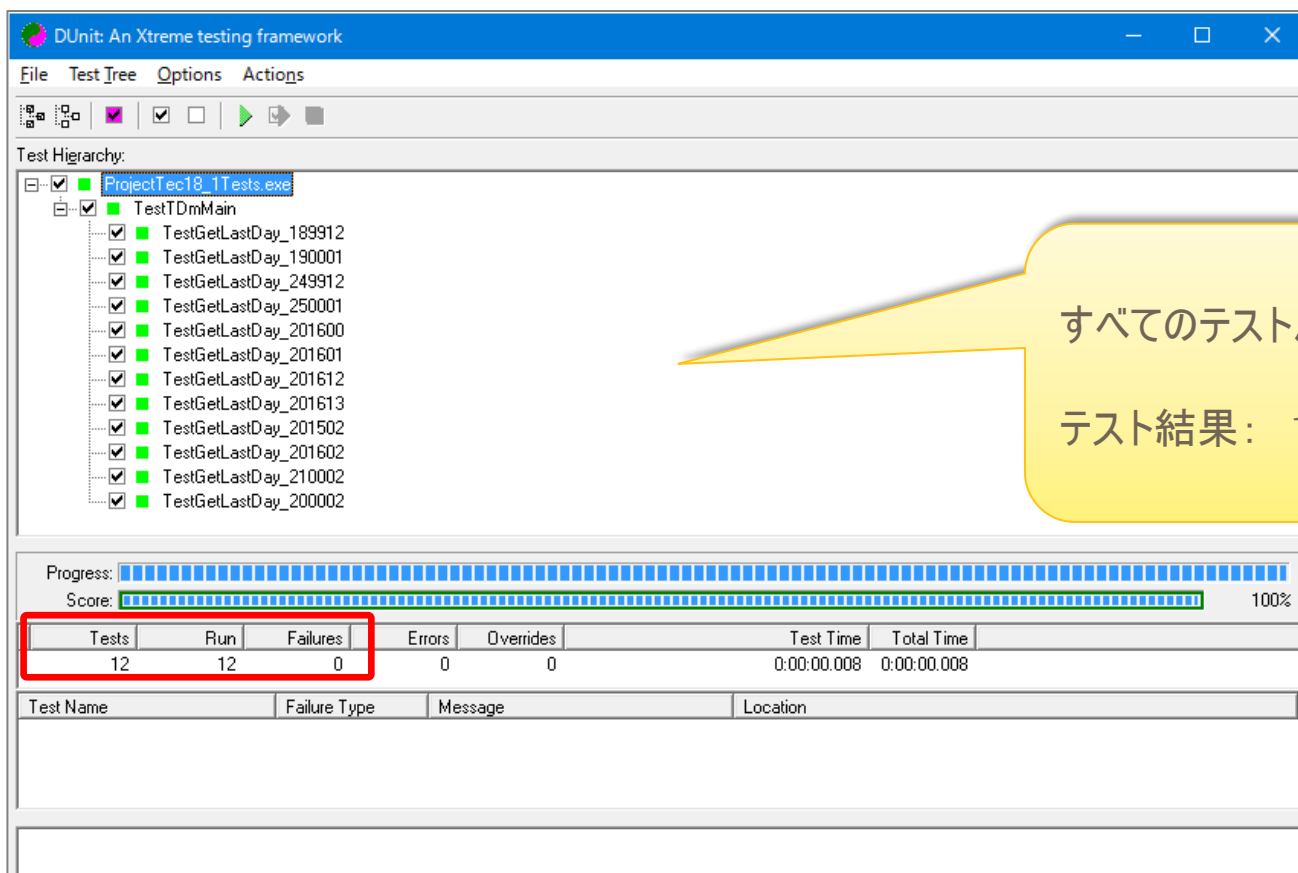 DUnit: An Xtreme testing framework
File Test Tree Options Actions
Test Hierarchy:
ProjectTec18_1Tests.exe
TestTDmMain
TestGetLastDay_189912
TestGetLastDay_190001
TestGetLastDay_249912
TestGetLastDay_250001
TestGetLastDay_201600
TestGetLastDay_201601
TestGetLastDay_201612
TestGetLastDay_201613
TestGetLastDay_201502
TestGetLastDay_201602
TestGetLastDay_210002
TestGetLastDay_200002
すべてのテスト
テスト結果：
Progress:
Score: 100%
Tests Run Failures Errors Overrides Test Time Total Time
12 12 0 0 0 0:00:00.008 0:00:00.008
Test Name Failure Type Message Location